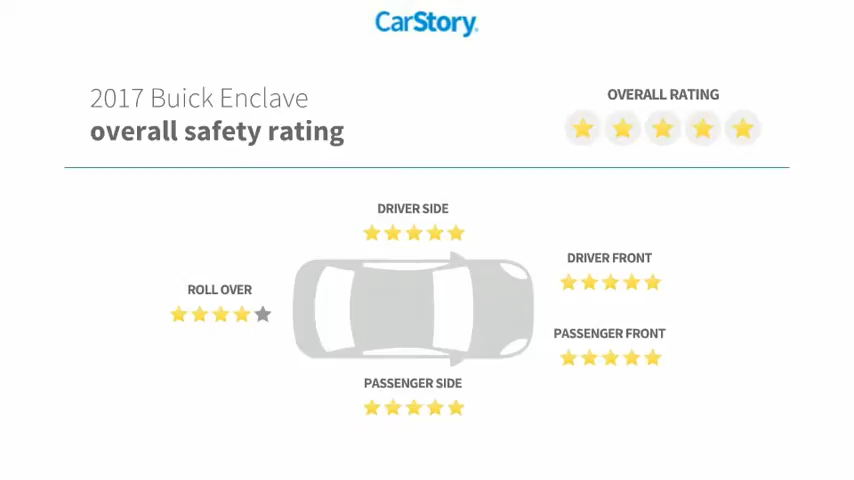 CarStory
2017 Buick Enclave
overall safety rating
OVERALL RATING
DRIVER SIDE
DRIVER FRONT
ROLL OVER
PASSENGER FRONT
PASSENGER SIDE